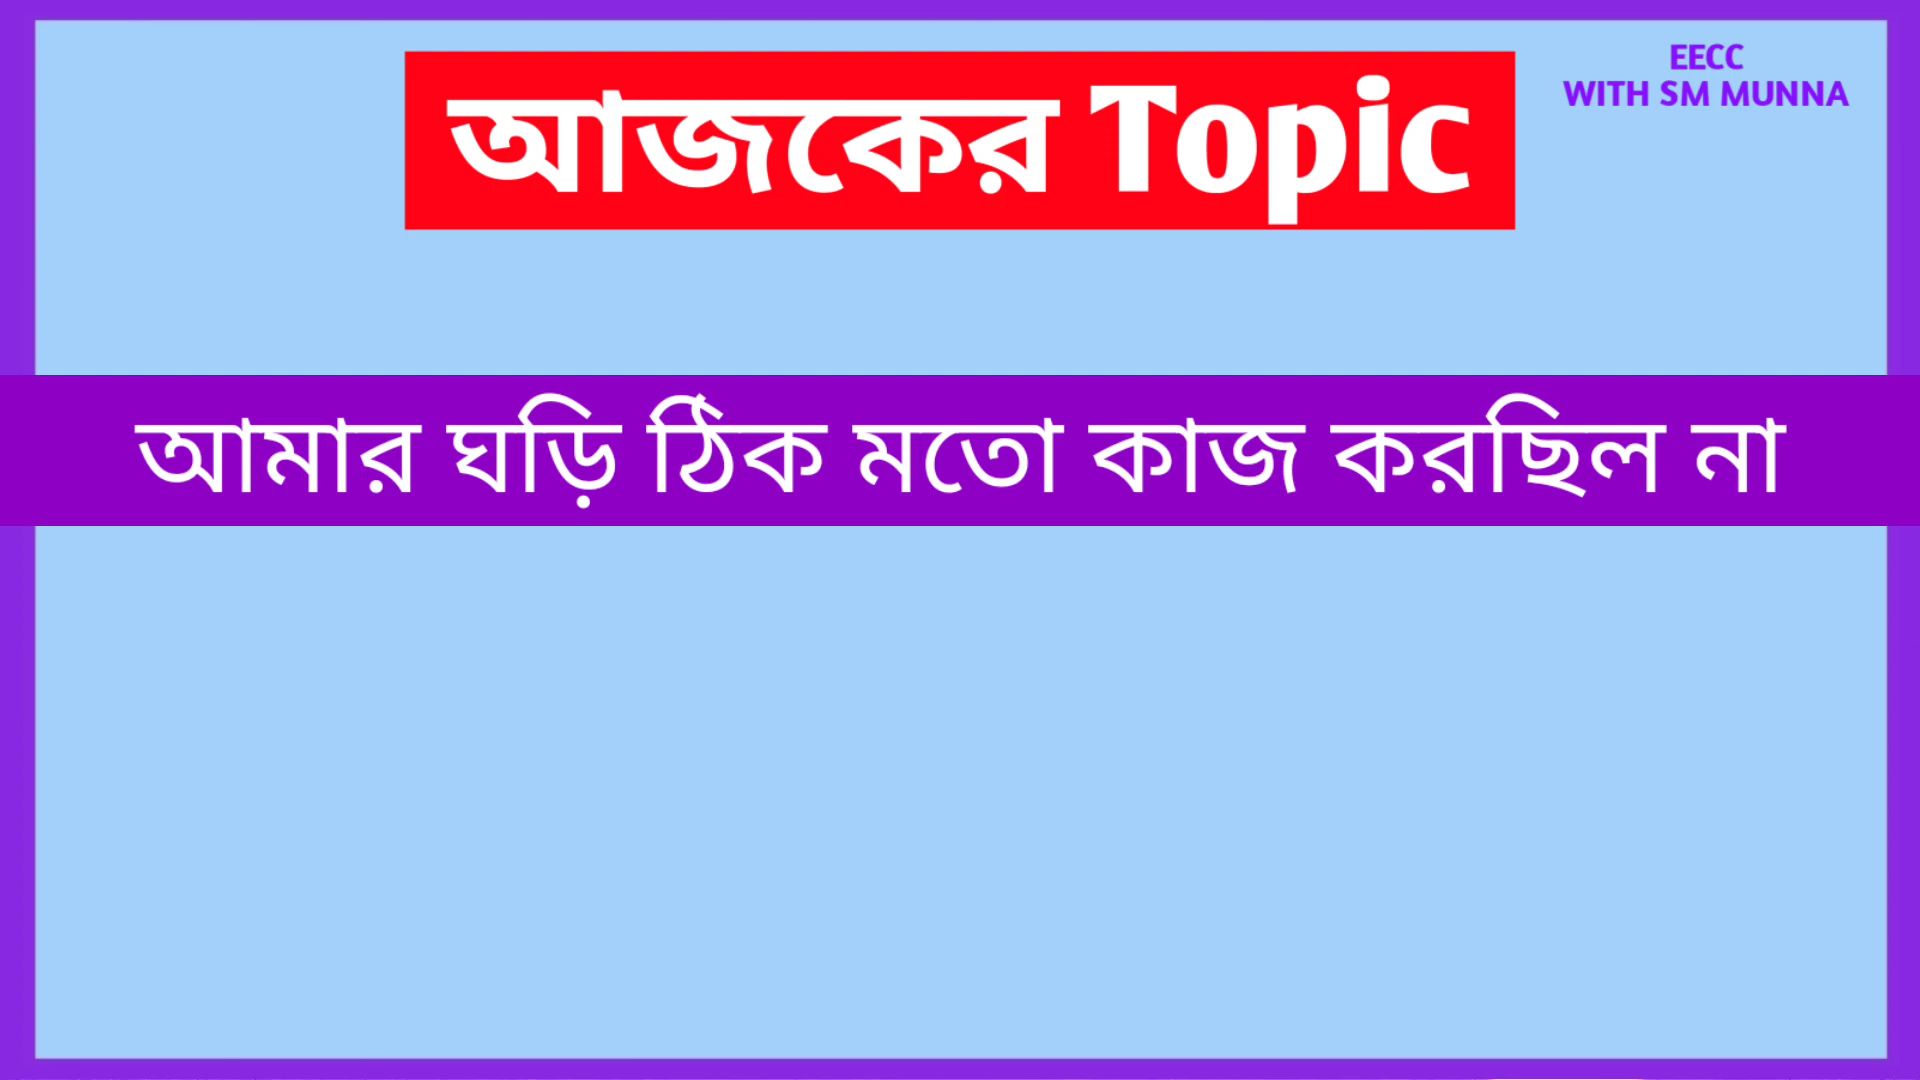 আজকের Topic
EECC
WITH SM MUNNA
আমার ঘড়ি ঠিক মতো কাজ করছিল না